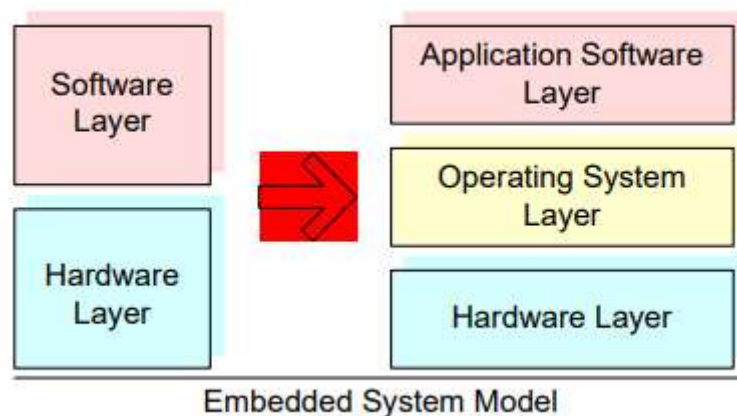 Software
Layer
Hardware
Layer
Application Software
Layer
Operating System
Layer
Hardware Layer
Embedded System Model